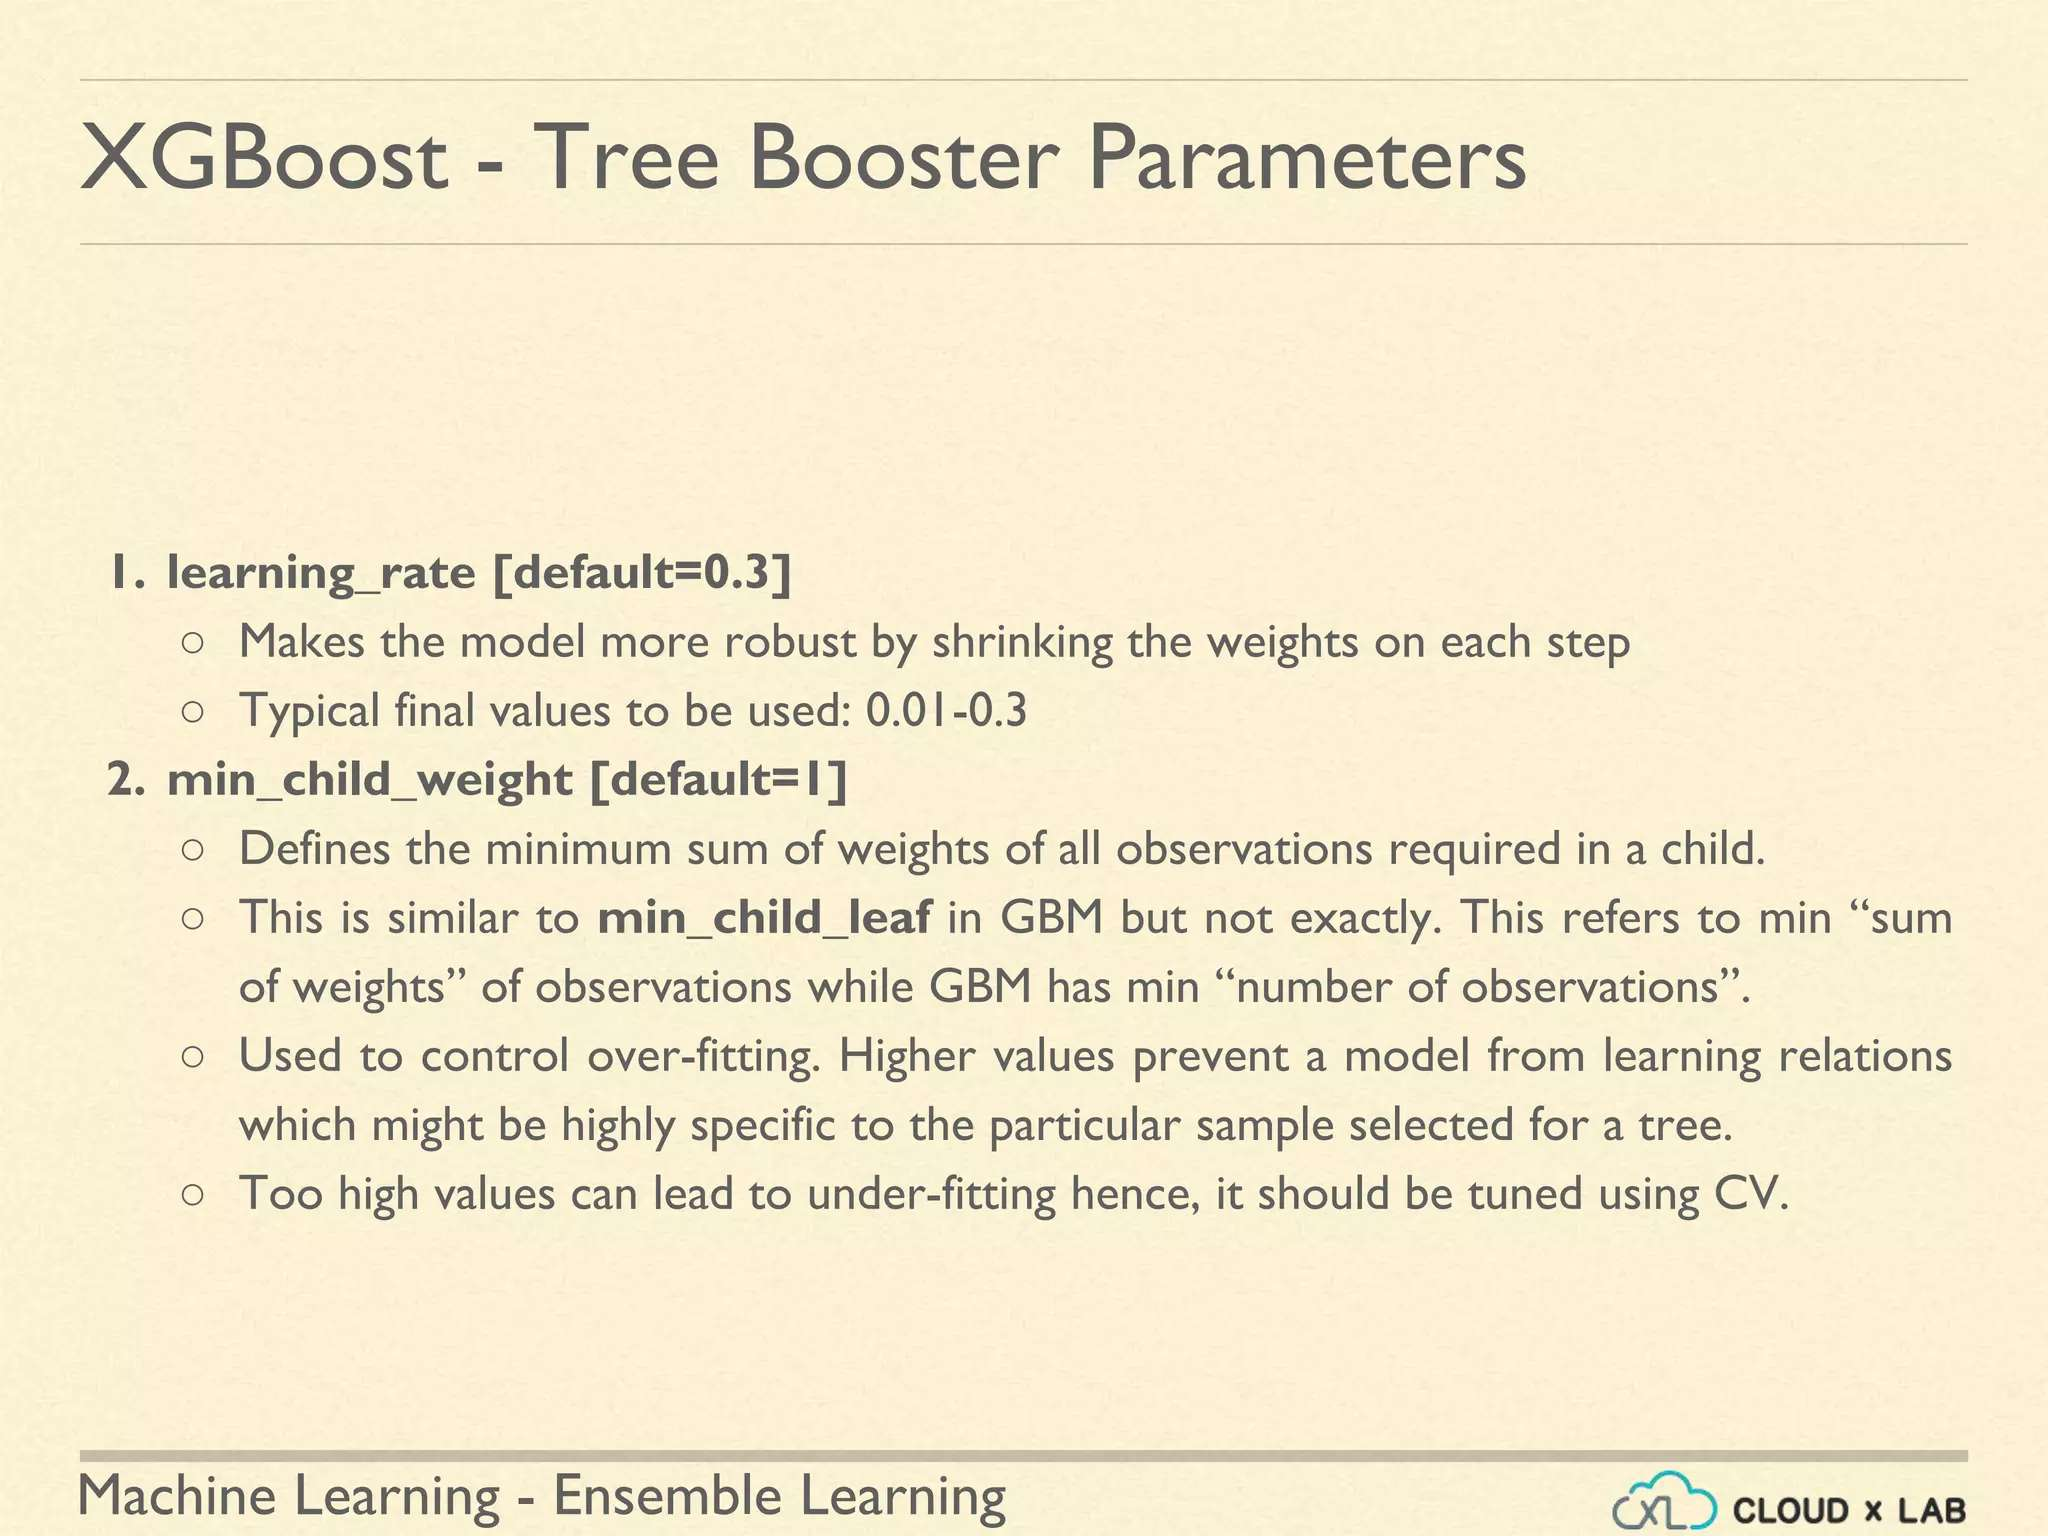 XGBoost - Tree Booster Parameters
1. learning_rate [default=0.3]
○ Makes the model more robust by shrinking the weights on each step
○ Typical final values to be used: 0.01-0.3
2. min_child_weight [default=1]
○ Defines the minimum sum of weights of all observations required in a child.
○ This is similar to min_child_leaf in GBM but not exactly. This refers to min “sum
of weights” of observations while GBM has min “number of observations”.
○ Used to control over-fitting. Higher values prevent a model from learning relations
which might be highly specific to the particular sample selected for a tree.
○ Too high values can lead to under-fitting hence, it should be tuned using CV.
Machine Learning - Ensemble Learning
XL CLOUD x LAB